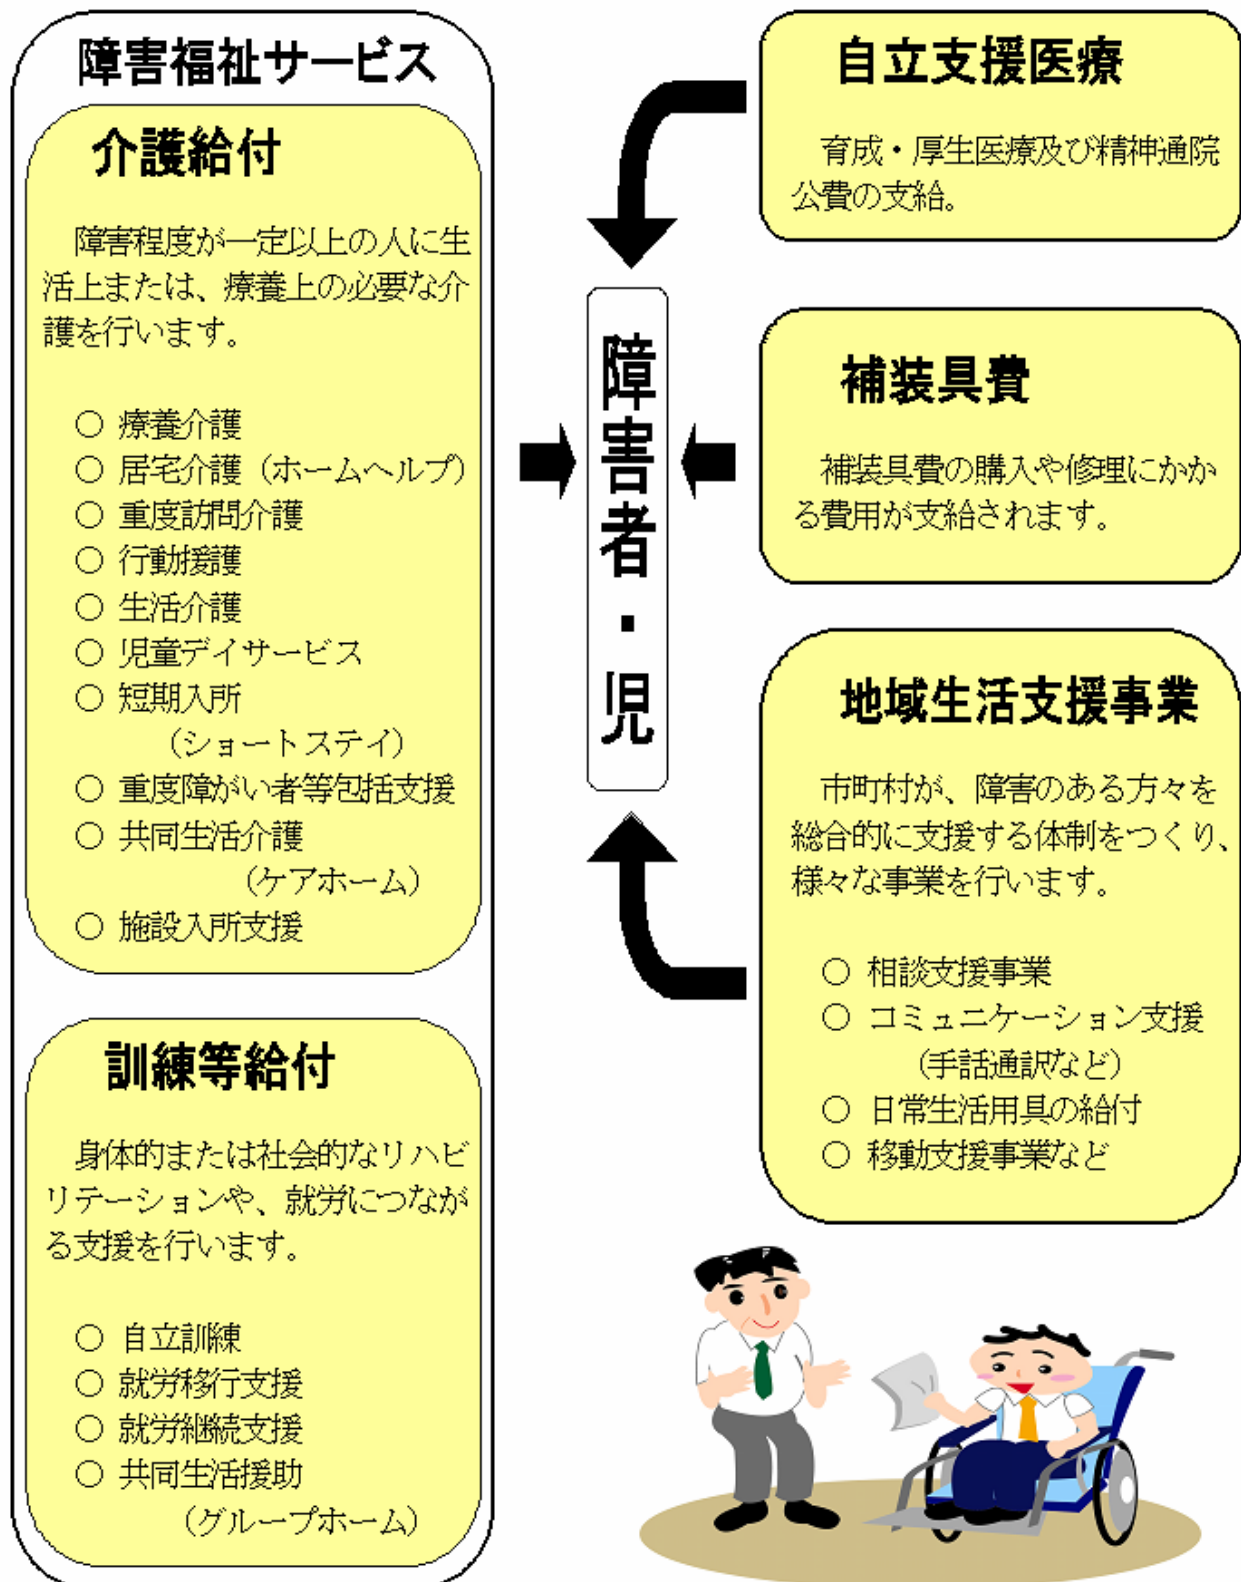 障害福祉サービス
介護給付
障害程度が一定以上の人に生
活上または、療養上の必要な介
護を行います。
○ 療養介護
○ 居宅介護（ホームヘルプ）
○ 重度訪問介護
○ 行動援護
○ 生活介護
○ 児童デイサービス
○ 短期入所
（ショートステイ）
○ 重度障がい者等包括支援
○ 共同生活介護
（ケアホーム）
○ 施設入所支援
訓練等給付
身体的または社会的なリハビ
リテーションや、就労につなが
る支援を行います。
○ 自立訓練
○ 就労移行支援
○ 就労継続支援
○ 共同生活援助
（グループホーム）
障害者・児
自立支援医療
育成・厚生医療及び精神通院
公費の支給。
補装具費
補装具費の購入や修理にかか
る費用が支給されます。
地域生活支援事業
市町村が、障害のある方々を
総合的に支援する体制をつくり、
様々な事業を行います。
○ 相談支援事業
○ コミュニケーション支援
（手話通訳など）
○ 日常生活用具の給付
○ 移動支援事業など